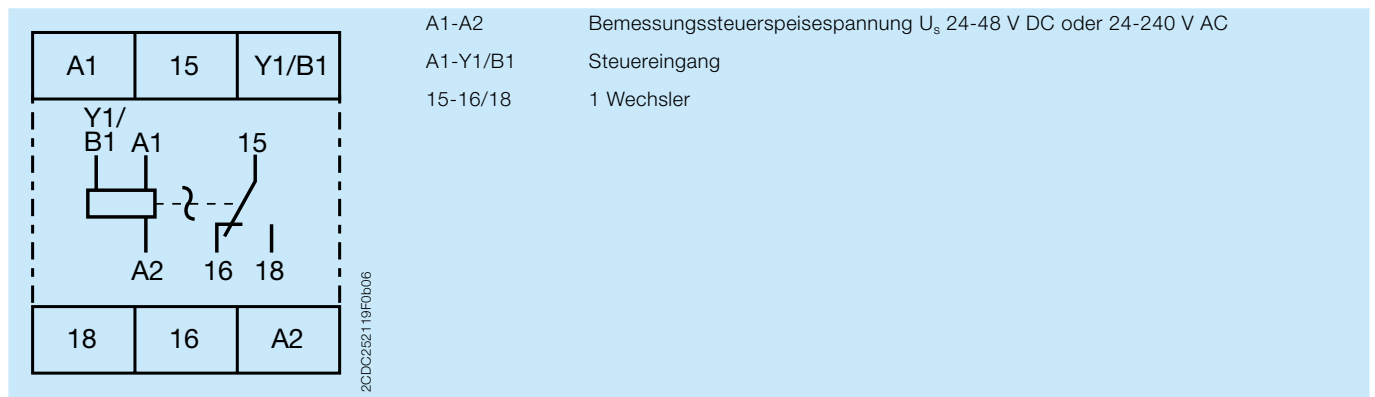 A1 15 Y1/B1
Y1/
B1 A1 15
A2 16 18
18 16 A2
2CDC252119F0b06
A1-A2 Bemessungssteuerspeisespannung Us 24-48 V DC oder 24-240 V AC
A1-Y1/B1 Steuereingang
15-16/18 1 Wechsler